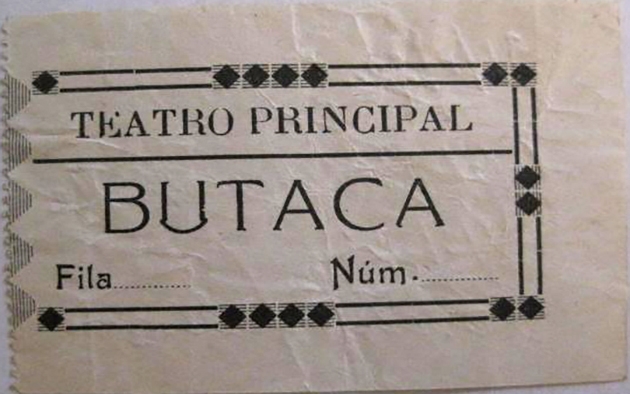 TEATRO PRINCIPAL
BUTACA
Fila............ Núm.............